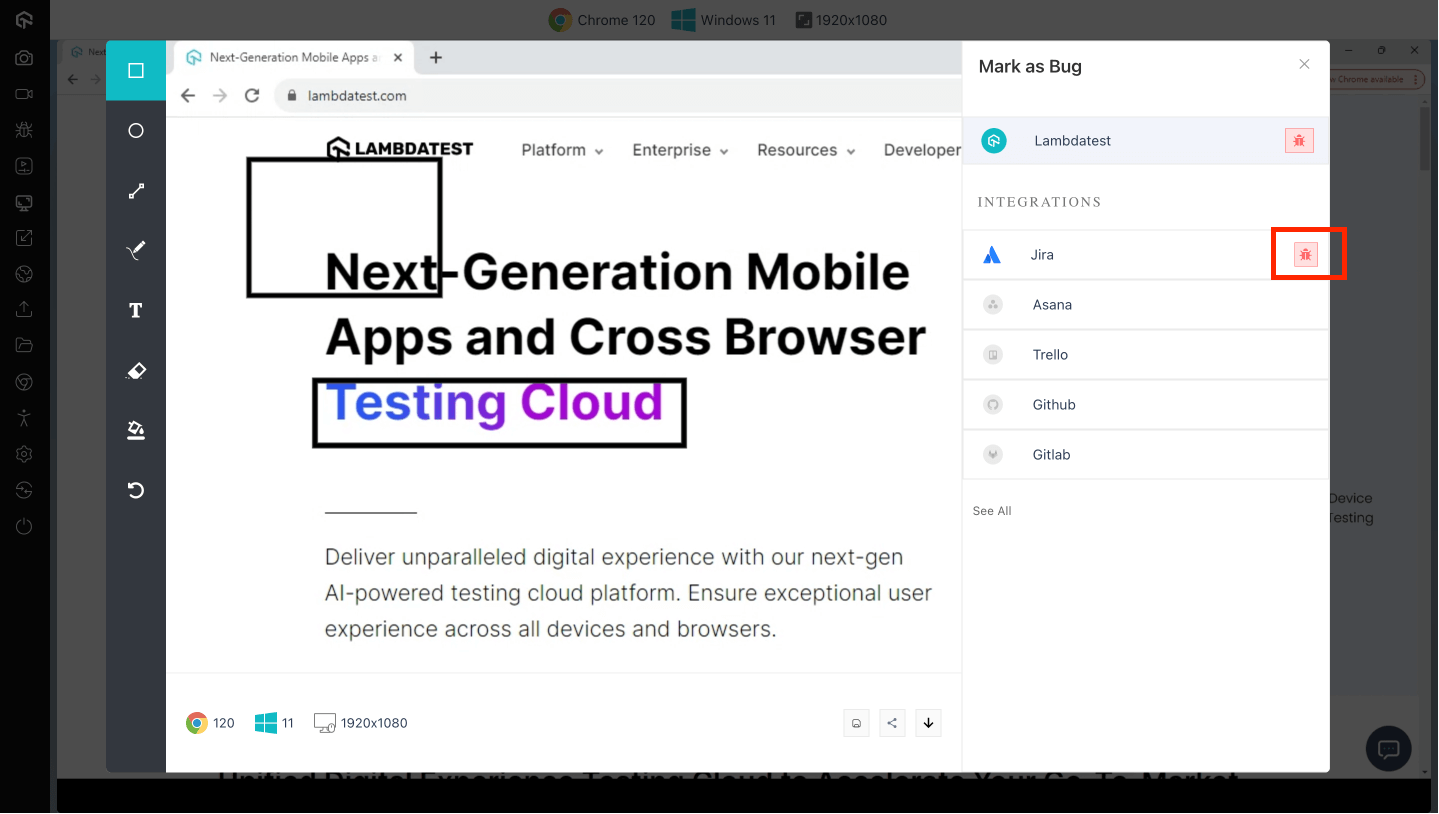 Chrome 120 Windows 11 1920x1080
Next-Generation Mobile Apps a
lambdatest.com
w Chrome available
LAMBDATEST Platform Enterprise Resources Developer
Next-Generation Mobile
Apps and Cross Browser
Testing Cloud
Deliver unparalleled digital experience with our next-gen
AI-powered testing cloud platform. Ensure exceptional user
experience across all devices and browsers.
120 11 1920x1080
Mark as Bug
Lambdatest
INTEGRATIONS
Jira
Asana
Trello
Github
Gitlab
See All
Nex
T
Device
Testing
Unified Digital Experience Testing Cloud to Accelerate Your Go-To-Market